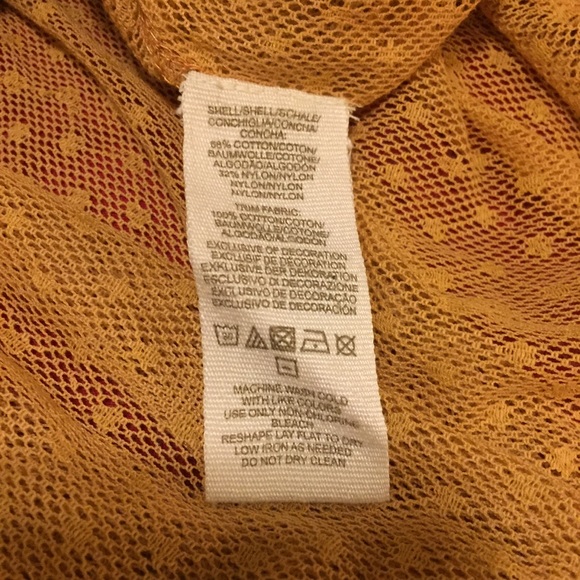 SHELL/SHELL/SCHALE/
CONCHIGLIA/CONCHA/
CONCHA:
68% COTTON/COTON/
BAUMWOLLE/COTONE/
ALGODÃO/ALGODÓN
32% NYLON/NYLON
NYLON/NYLON
NYLON/NYLON
TRIM FABRIC:
100% COTTON/COTON/
BAUMWOLLE/COTONE/
ALGODÃO/ALGODÓN
EXCLUSIVE OF DECORATION
EXCLUSIF DE DECORATION
EXKLUSIVE DER DEKORATION
ESCLUSIVO DI DECORAZIONE
EXCLUSIVO DE DECORAÇÃO
EXCLUSIVO DE DECORACIÓN
MACHINE WASH COLD
WITH LIKE COLORS
USE ONLY NON-CHLORINE
BLEACH
RESHAPE LAY FLAT TO DRY
LOW IRON AS NEEDED
DO NOT DRY CLEAN